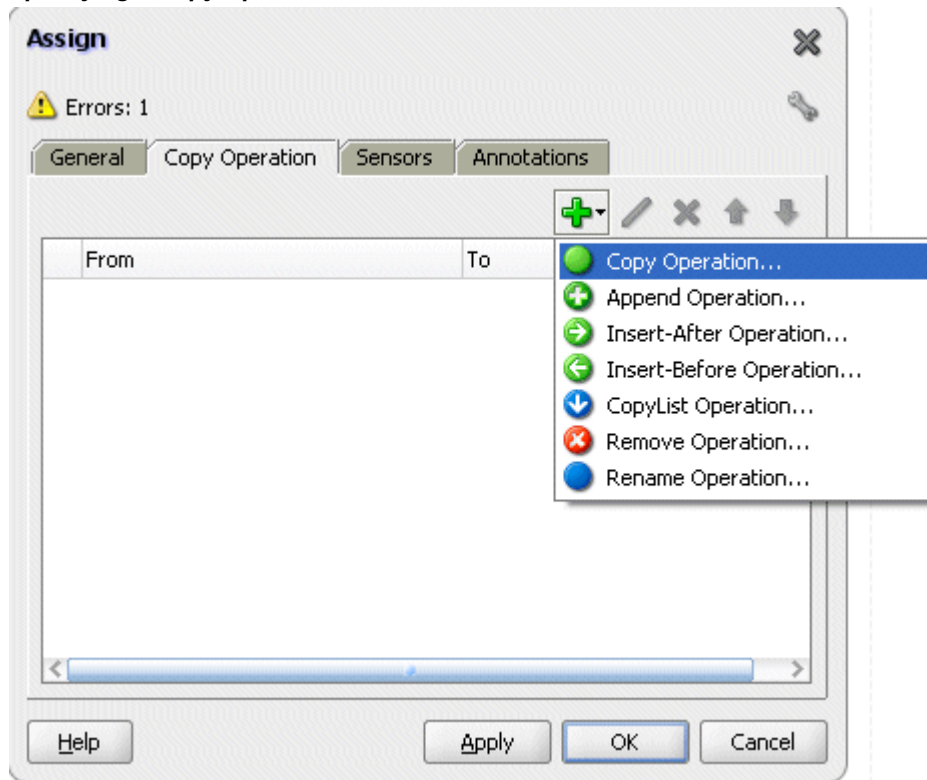 Assign
Errors: 1
General Copy Operation Sensors Annotations
From To
Copy Operation...
Append Operation...
Insert-After Operation...
Insert-Before Operation...
CopyList Operation...
Remove Operation...
Rename Operation...
Help Apply OK Cancel